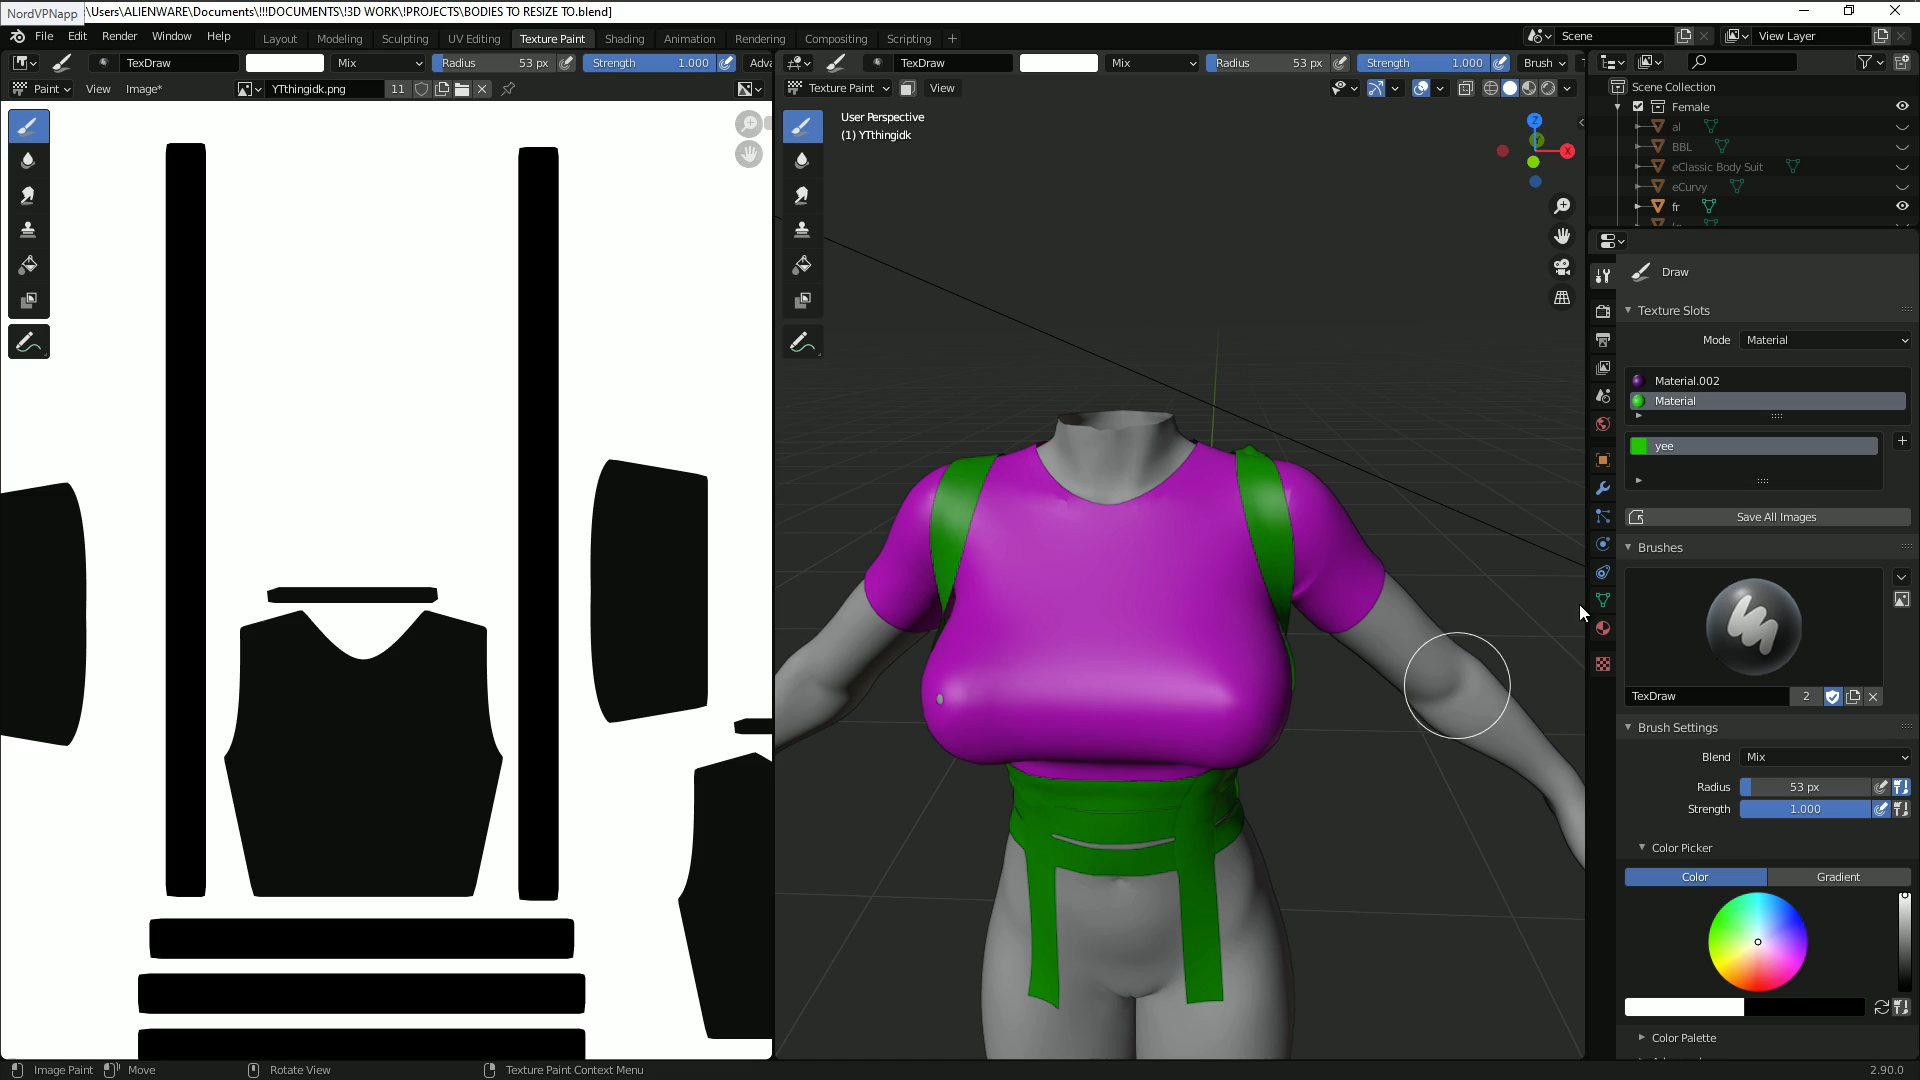 NordVPNapp
:\Users\ALIENWARE\Documents\!!!DOCUMENTS\!3D WORK\!PROJECTS\BODIES TO RESIZE TO.blend]
File Edit Render Window Help
Layout Modeling Sculpting UV Editing Texture Paint Shading Animation Rendering Compositing Scripting +
Scene
View Layer
TexDraw Mix Radius 53 px Strength 1.000 Adva
TexDraw Mix Radius 53 px Strength 1.000 Brush
Paint View Image* YTthingidk.png 11
Texture Paint View
User Perspective
(1) YTthingidk
Z
X
Scene Collection
Female
al
BBL
eClassic Body Suit
eCurvy
fr
Draw
Texture Slots
Mode Material
Material.002
Material
yee
Save All Images
Brushes
TexDraw 2
Brush Settings
Blend Mix
Radius 53 px
Strength 1.000
Color Picker
Color Gradient
Color Palette
Image Paint Move Rotate View Texture Paint Context Menu 2.90.0